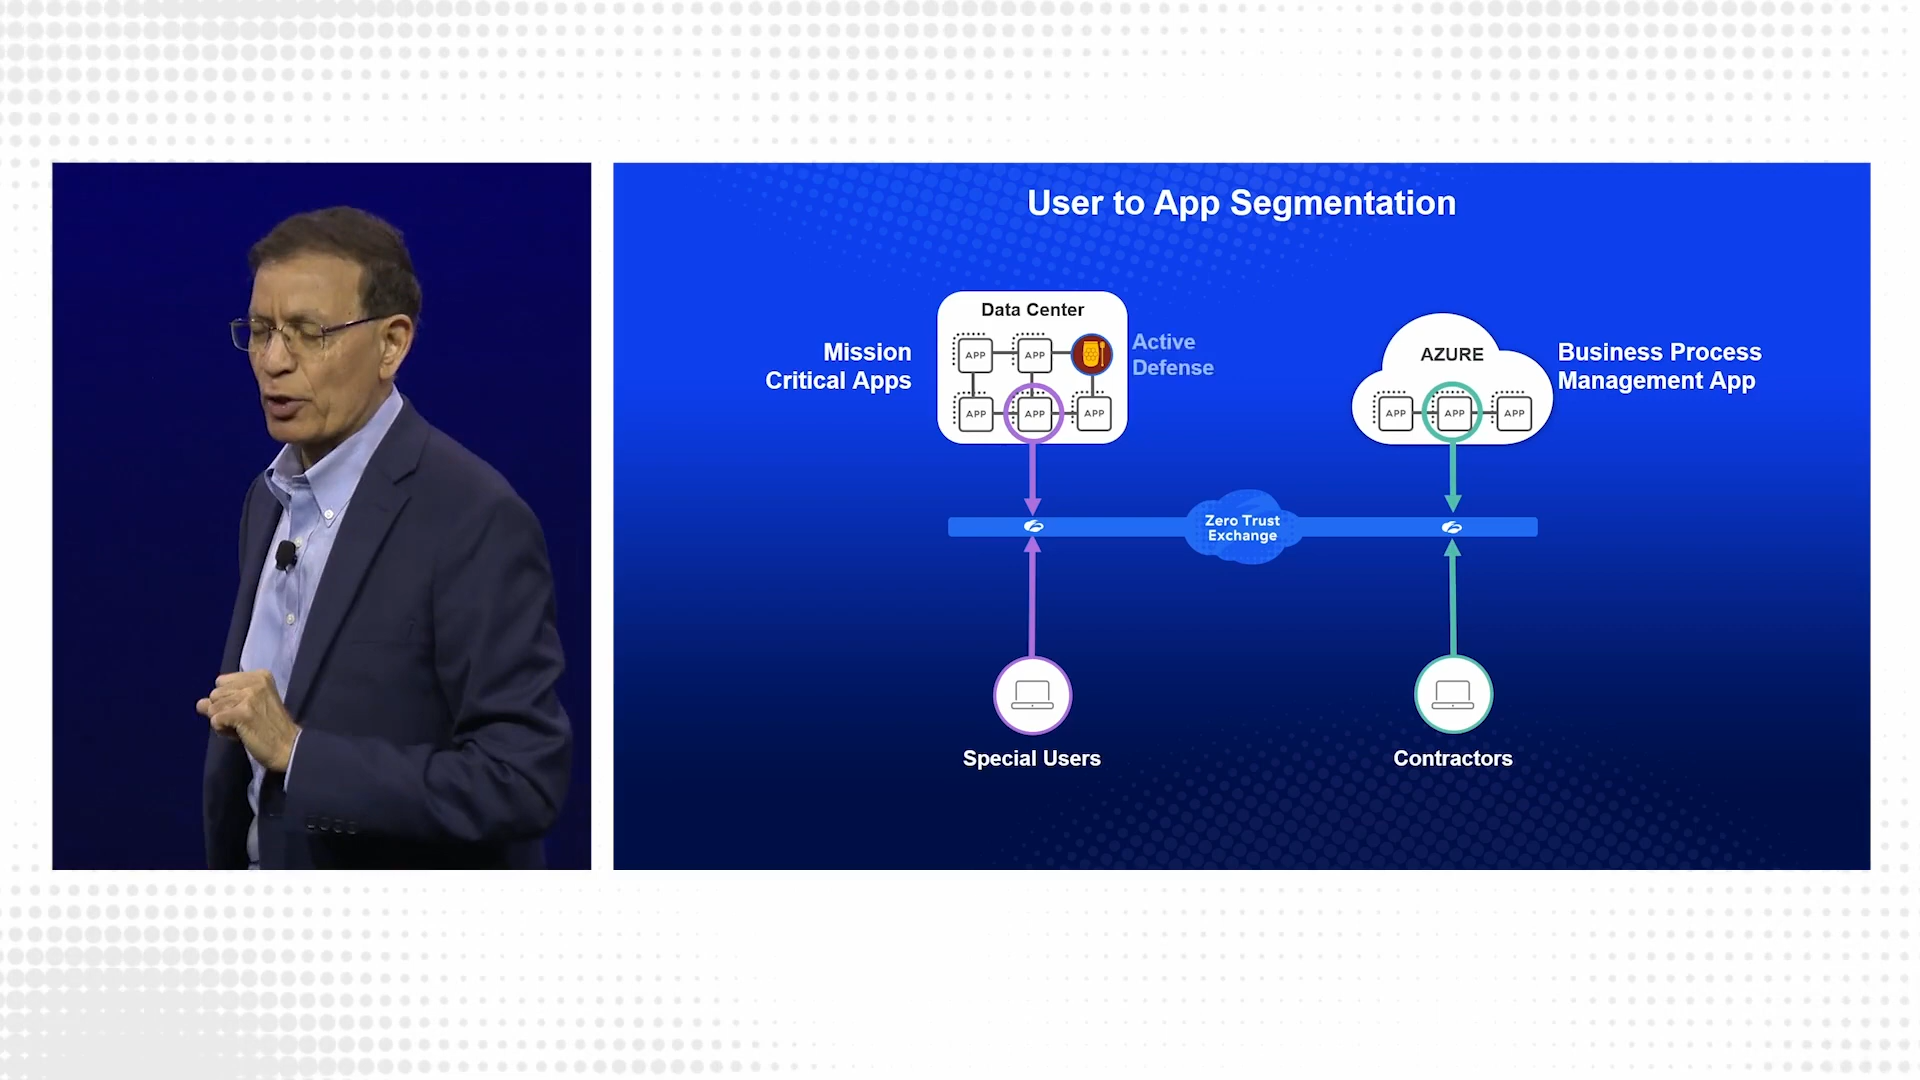 User to App Segmentation
Data Center
Mission
Critical Apps
APP
APP
Active
Defense
APP
APP
APP
AZURE
APP
APP
APP
Business Process
Management App
Zero Trust
Exchange
Special Users
Contractors